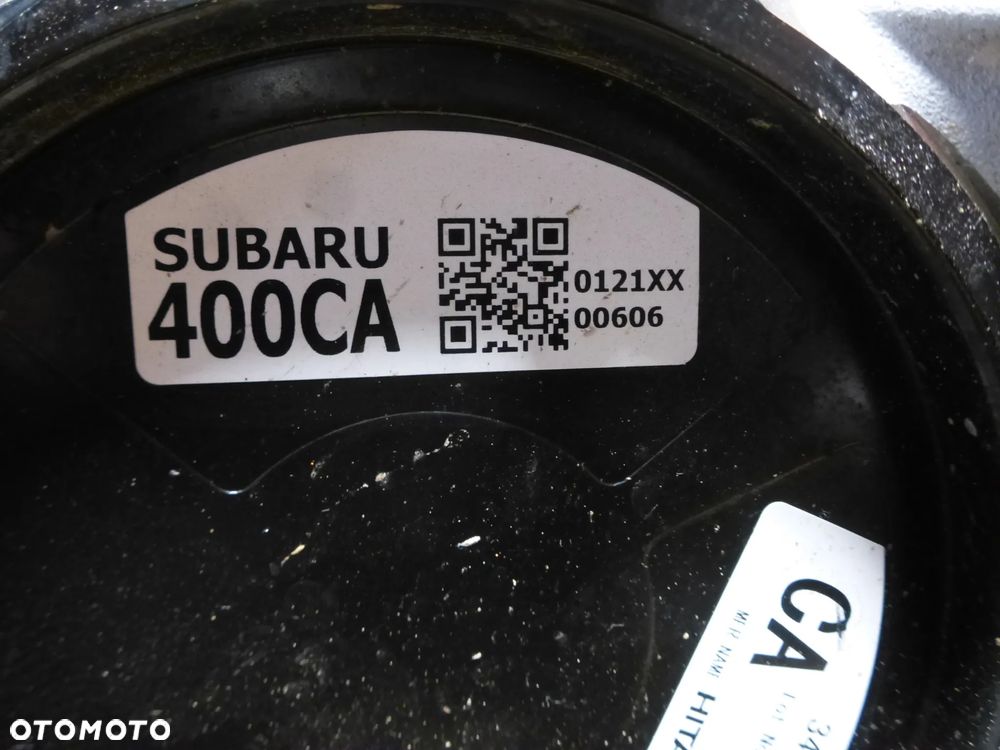 SUBARU
400CA
0121XX
00606
CA
OTOMOTO